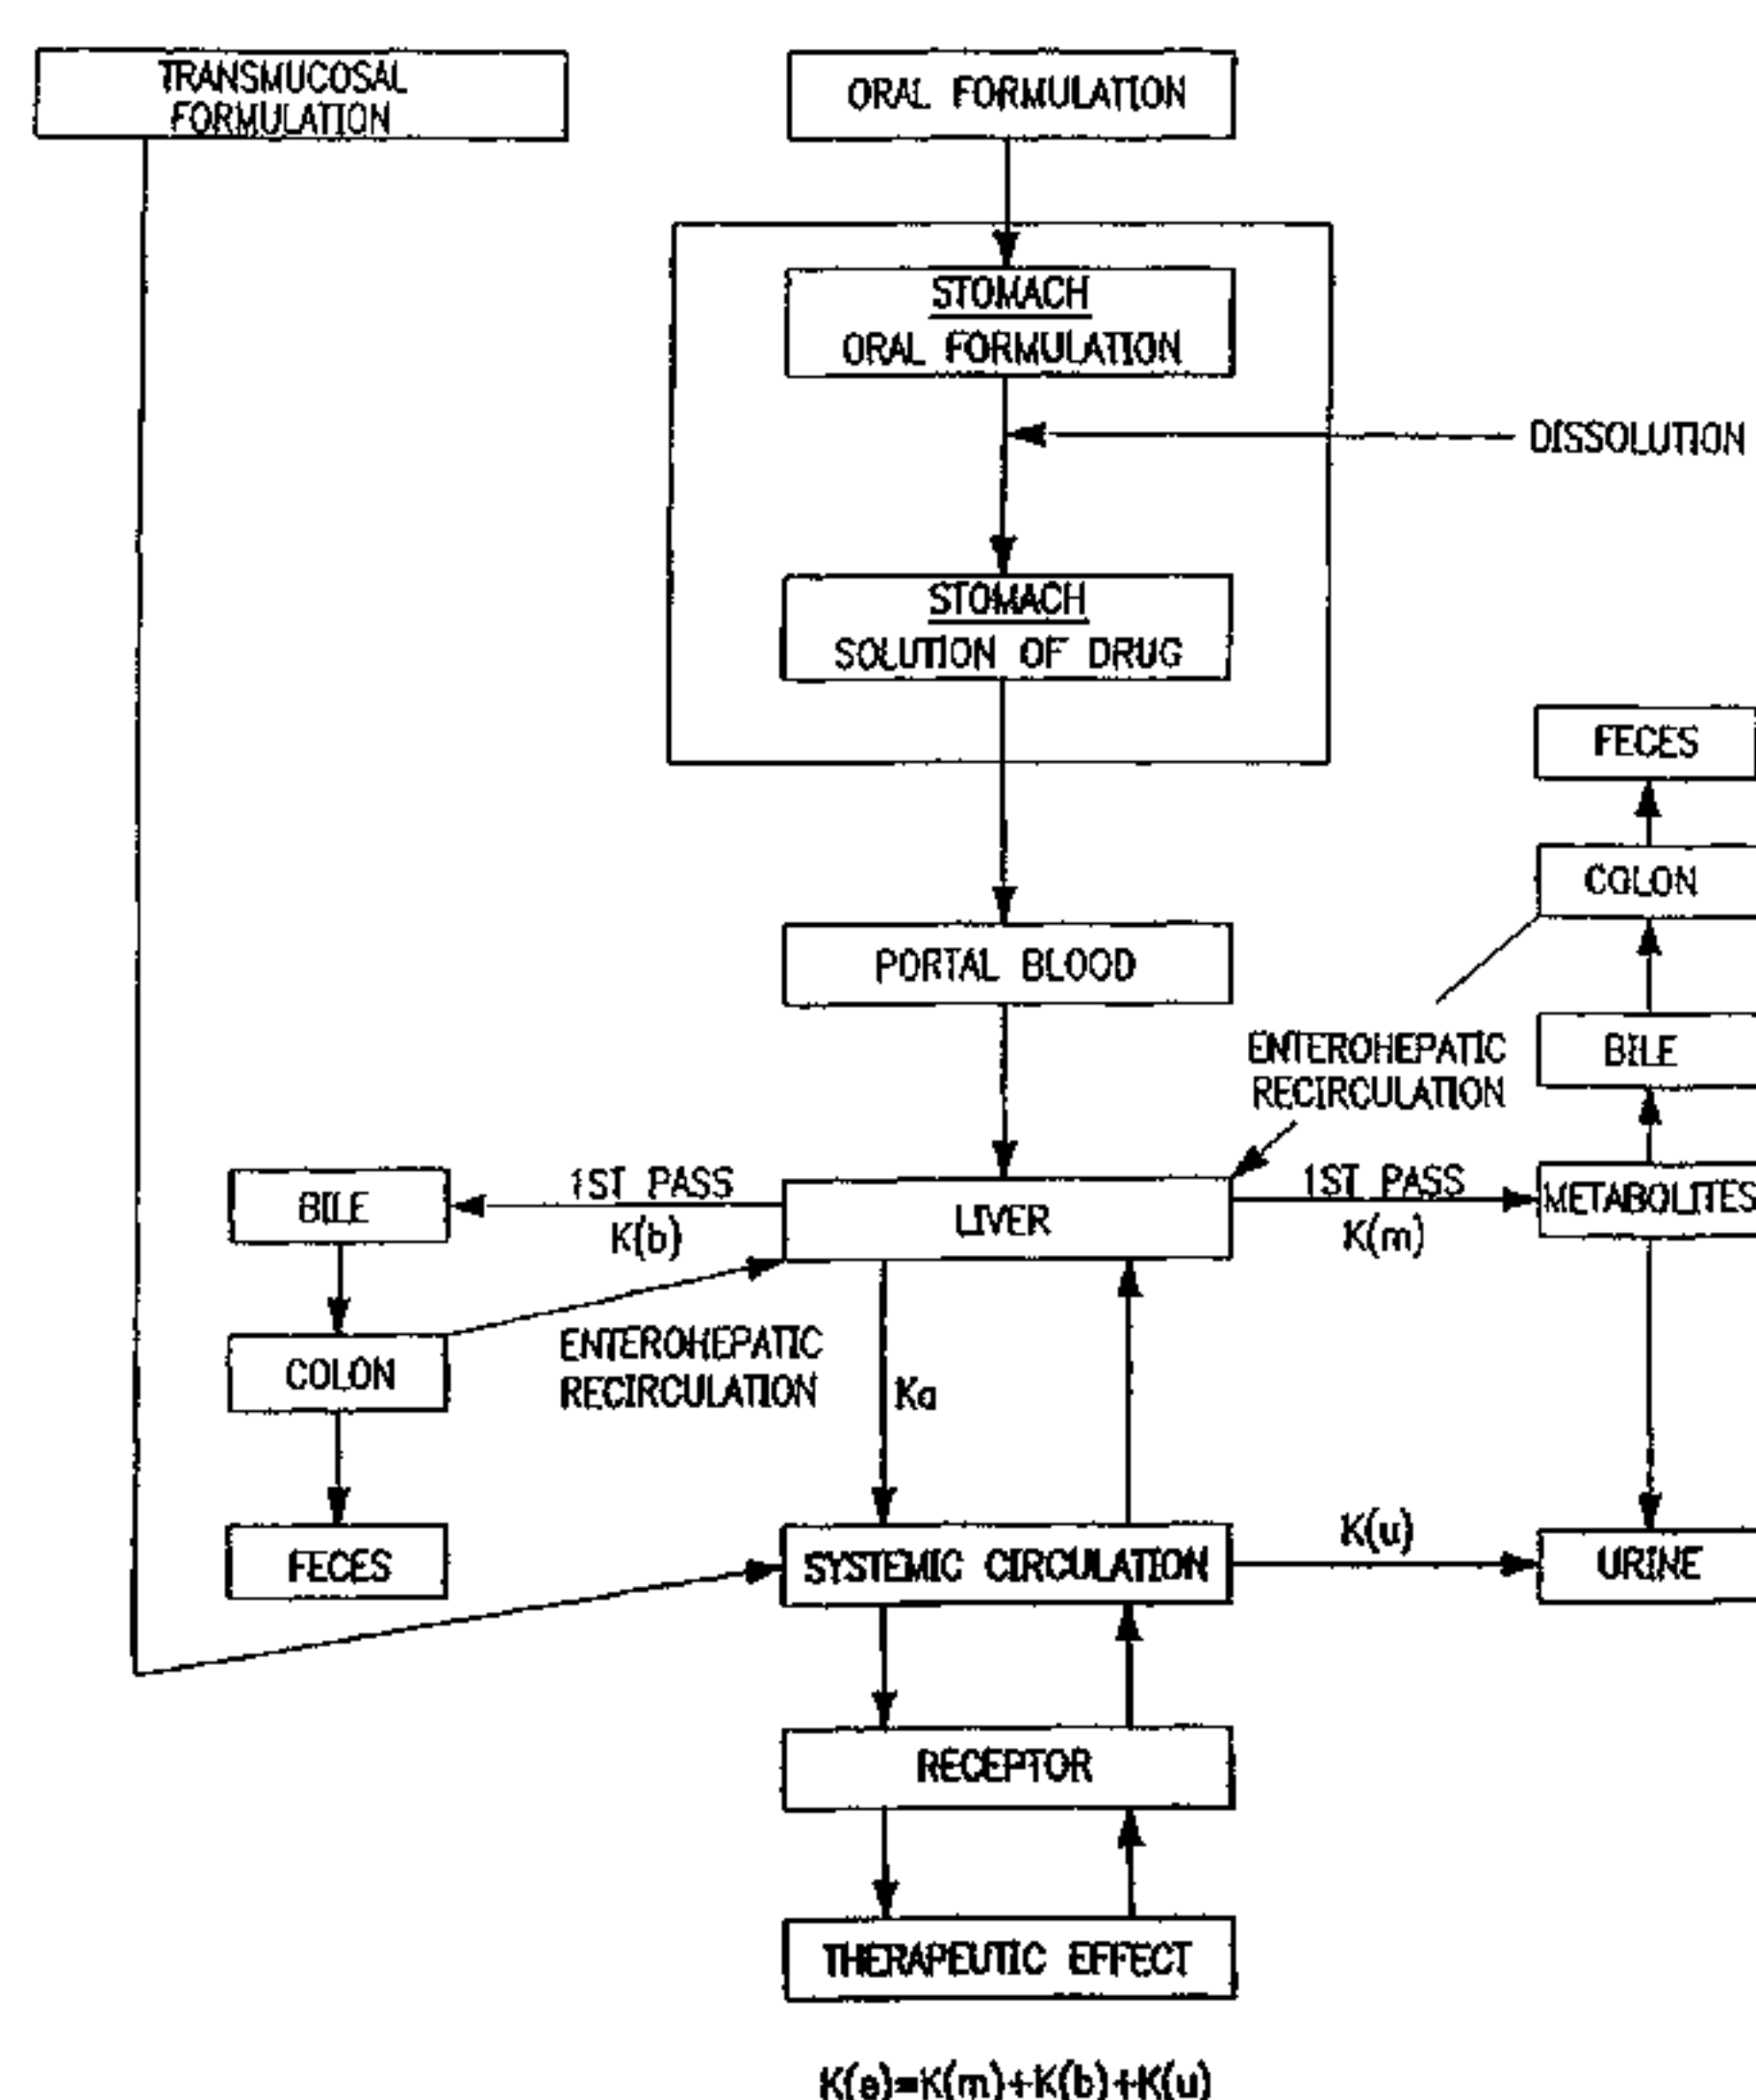 TRANSMUCOSAL
FORMULATION
ORAL FORMULATION
STOMACH
ORAL FORMULATION
DISSOLUTION
STOMACH
SOLUTION OF DRUG
FECES
COLON
PORTAL BLOOD
ENTEROHEPATIC
RECIRCULATION
BILE
BILE
1ST PASS
K(b)
LIVER
1ST PASS
K(m)
METABOLITES
COLON
ENTEROHEPATIC
RECIRCULATION
Ka
FECES
SYSTEMIC CIRCULATION
K(u)
URINE
RECEPTOR
THERAPEUTIC EFFECT
K(e)=K(m)+K(b)+K(u)